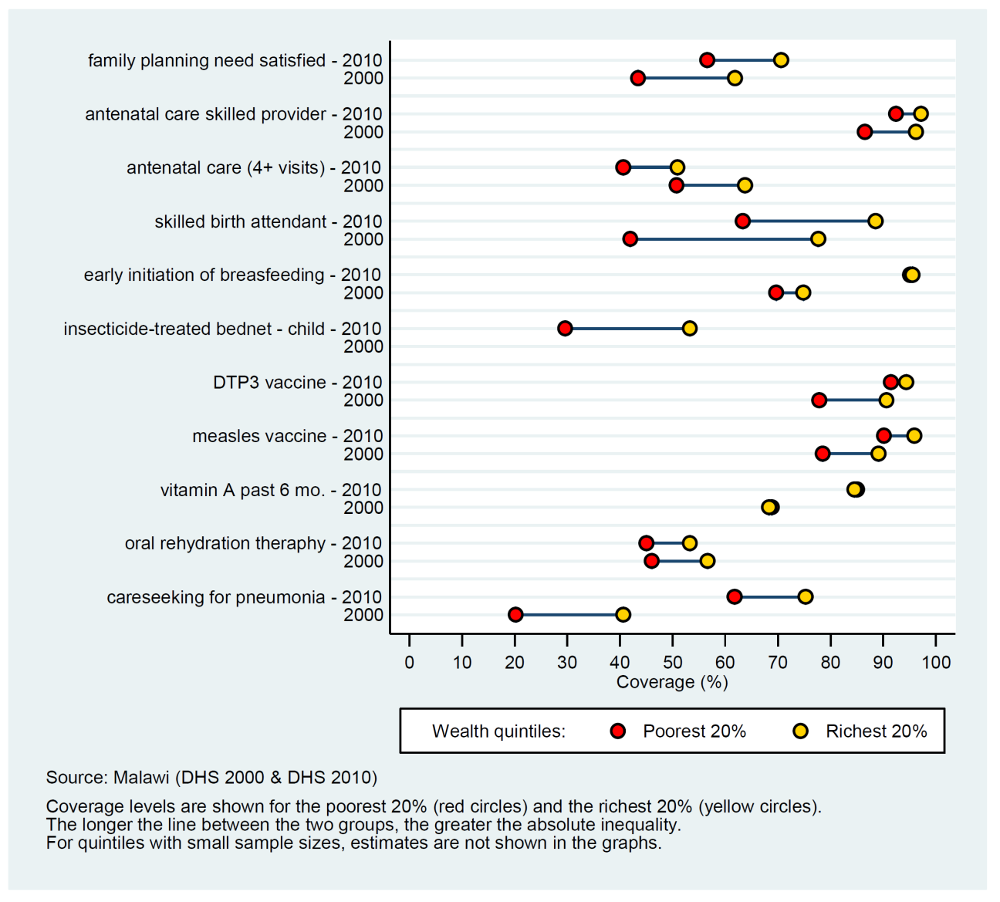 family planning need satisfied - 2010
2000
antenatal care skilled provider - 2010
2000
antenatal care (4+ visits) - 2010
2000
skilled birth attendant - 2010
2000
early initiation of breasfeeding - 2010
2000
insecticide-treated bednet - child - 2010
2000
DTP3 vaccine - 2010
2000
measles vaccine - 2010
2000
vitamin A past 6 mo. - 2010
2000
oral rehydration theraphy - 2010
2000
careseeking for pneumonia - 2010
2000
0 10 20 30 40 50 60 70 80 90 100
Coverage (%)
Wealth quintiles: Poorest 20% Richest 20%
Source: Malawi (DHS 2000 & DHS 2010)
Coverage levels are shown for the poorest 20% (red circles) and the richest 20% (yellow circles).
The longer the line between the two groups, the greater the absolute inequality.
For quintiles with small sample sizes, estimates are not shown in the graphs.